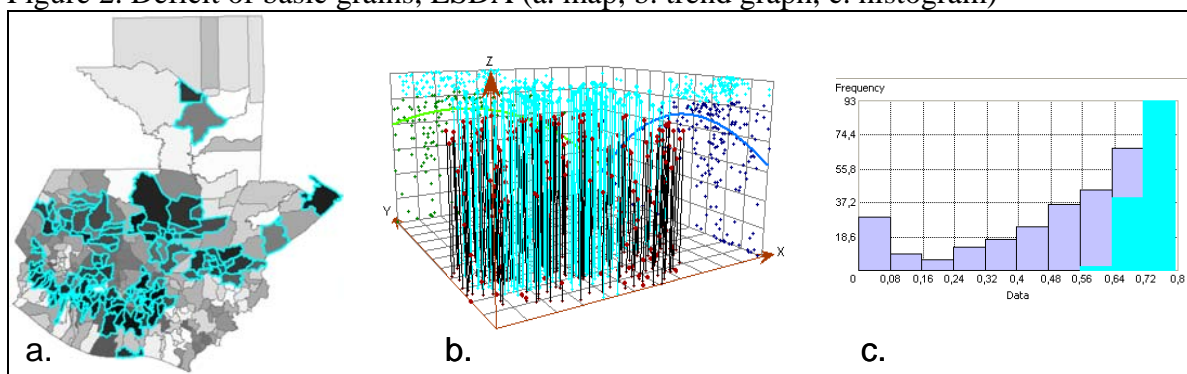 Figure 2. Deficit of basic grains, ESDA (a. map, b. trend graph, c. histogram)
a.
Z
Y
X
b.
Frequency
93
74,4
55,8
37,2
18,6
0
0 0,08 0,16 0,24 0,32 0,4 0,48 0,56 0,64 0,72 0,8
Data
c.